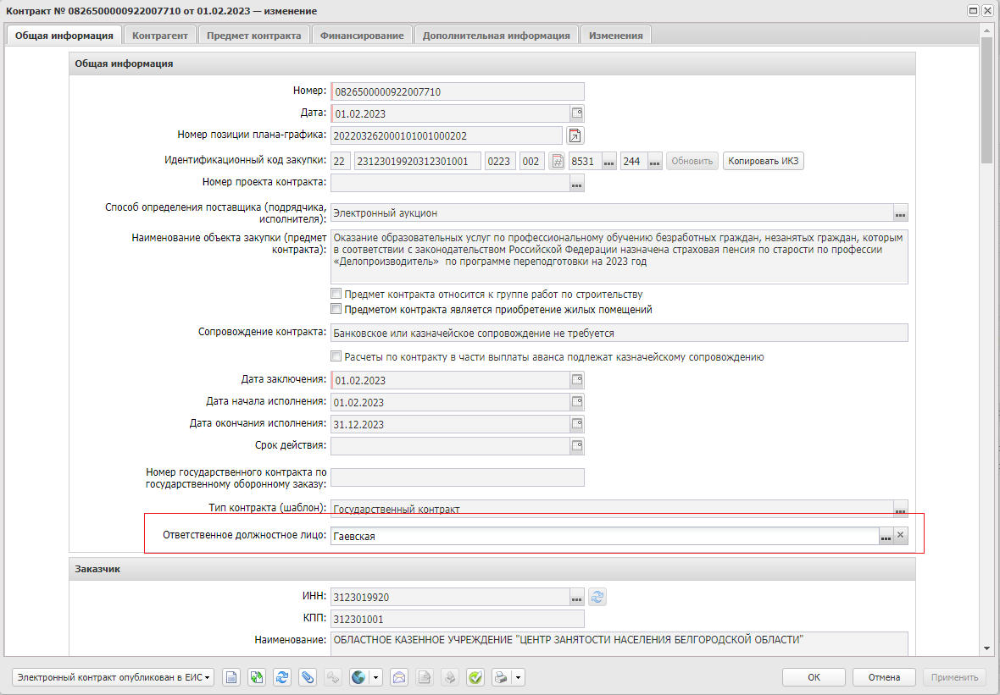 Контракт № 0826500000922007710 от 01.02.2023 — изменение
Общая информация
Контрагент
Предмет контракта
Финансирование
Дополнительная информация
Изменения
Общая информация
Номер: 0826500000922007710
Дата: 01.02.2023
Номер позиции плана-графика: 202203262000101001000202
Идентификационный код закупки: 22 23123019920312301001 0223 002 8531 ... 244 ... Обновить Копировать ИКЗ
Номер проекта контракта: ...
Способ определения поставщика (подрядчика,
исполнителя): Электронный аукцион ...
Наименование объекта закупки (предмет
контракта):
Оказание образовательных услуг по профессиональному обучению безработных граждан, незанятых граждан, которым
в соответствии с законодательством Российской Федерации назначена страховая пенсия по старости по профессии
«Делопроизводитель»  по программе переподготовки на 2023 год
Предмет контракта относится к группе работ по строительству
Предметом контракта является приобретение жилых помещений
Сопровождение контракта: Банковское или казначейское сопровождение не требуется
Расчеты по контракту в части выплаты аванса подлежат казначейскому сопровождению
Дата заключения: 01.02.2023
Дата начала исполнения: 01.02.2023
Дата окончания исполнения: 31.12.2023
Срок действия:
Номер государственного контракта по
государственному оборонному заказу:
Тип контракта (шаблон): Государственный контракт ...
Ответственное должностное лицо: Гаевская ...
Заказчик
ИНН: 3123019920 ...
КПП: 312301001
Наименование: ОБЛАСТНОЕ КАЗЕННОЕ УЧРЕЖДЕНИЕ "ЦЕНТР ЗАНЯТОСТИ НАСЕЛЕНИЯ БЕЛГОРОДСКОЙ ОБЛАСТИ"
Электронный контракт опубликован в ЕИС
ОК
Отмена
Применить